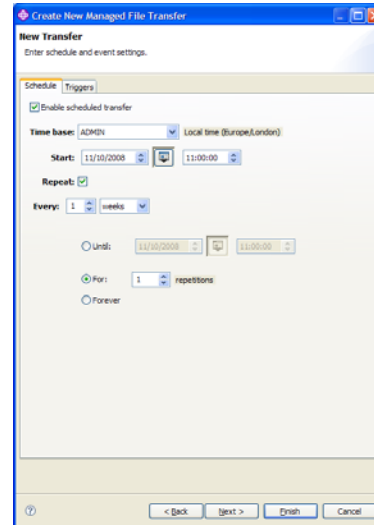 Create New Managed File Transfer
New Transfer
Enter schedule and event settings.
Schedule Triggers
Enable scheduled transfer
Time base: ADMIN Local time (Europe/London)
Start: 11/10/2008 11:00:00
Repeat:
Every: 1 weeks
Until: 11/10/2008 11:00:00
For: 1 repetitions
Forever
? < Back Next > Finish Cancel